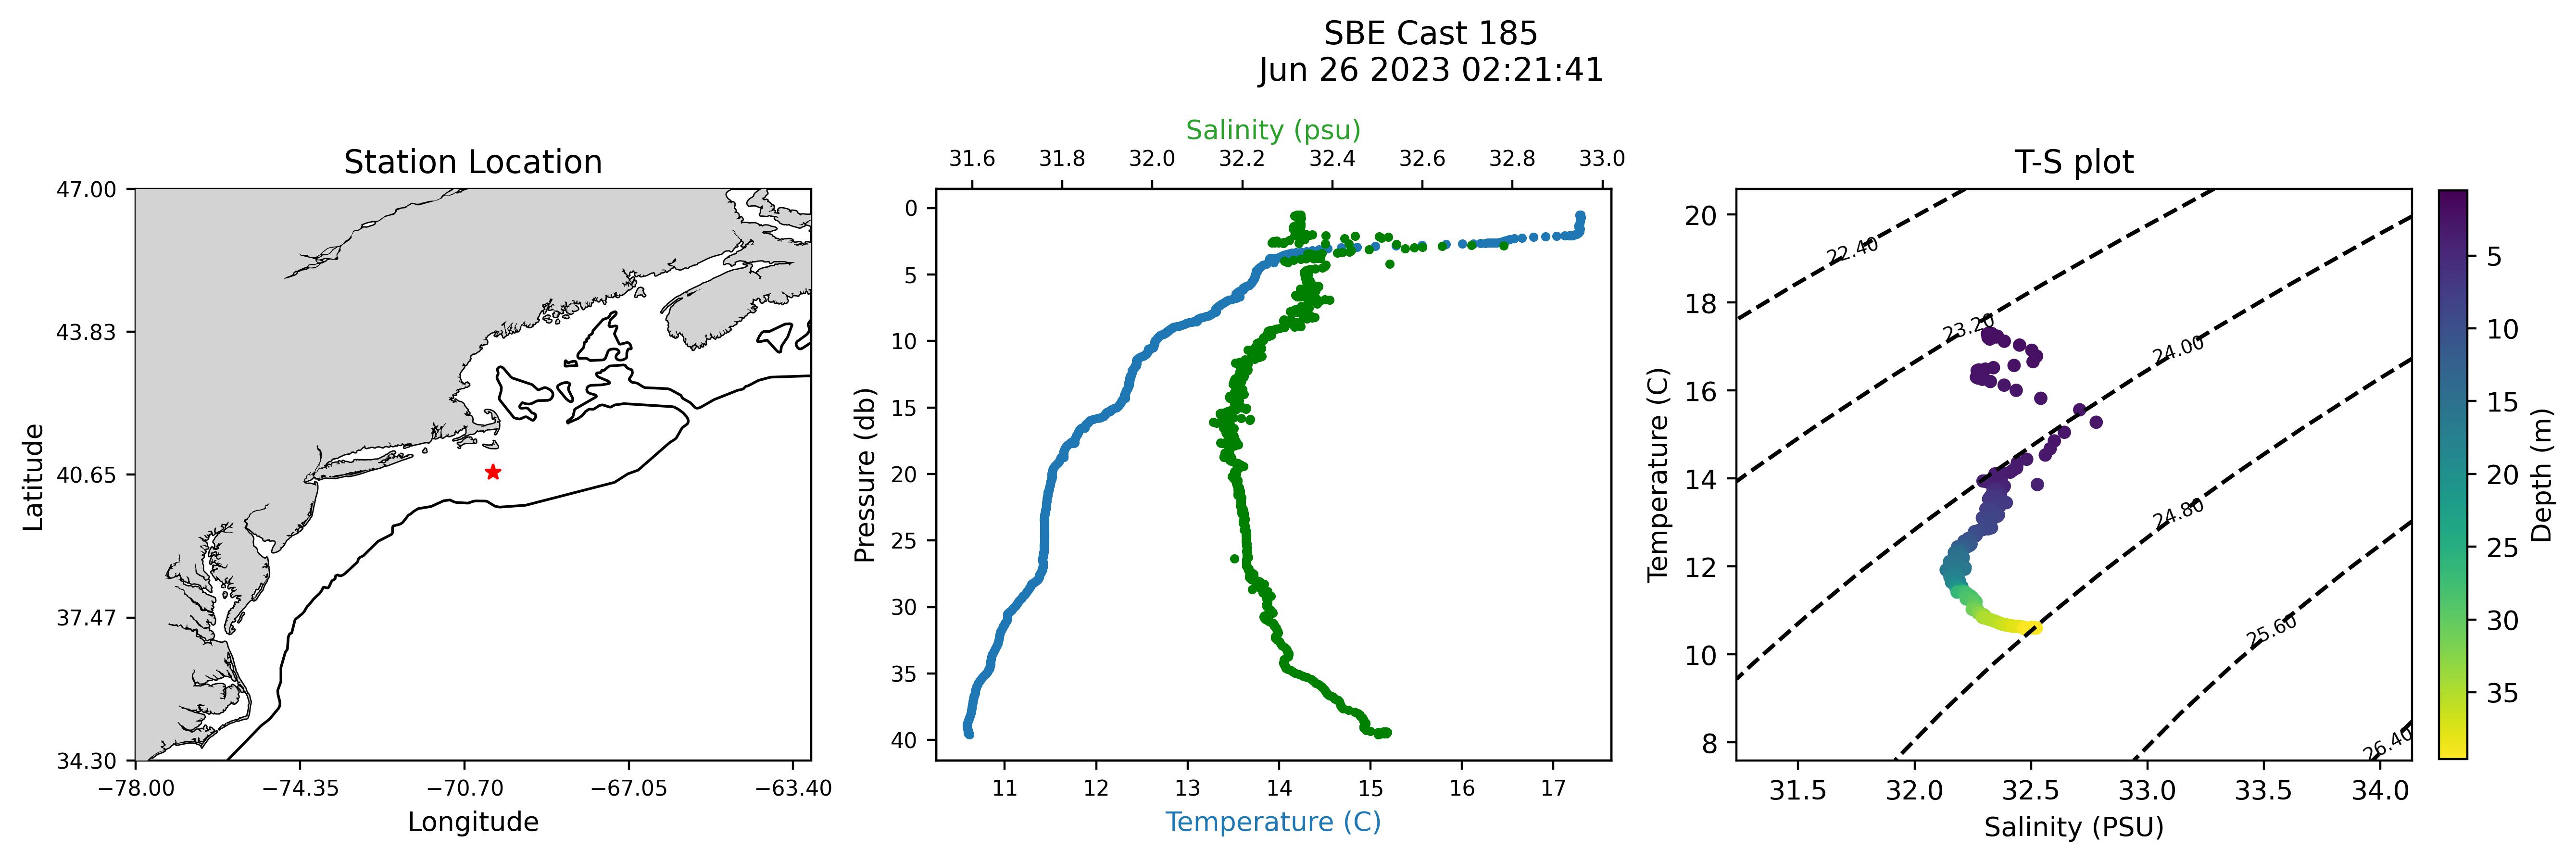 SBE Cast 185
Jun 26 2023 02:21:41
Station Location
47.00
43.83
40.65
37.47
34.30
Latitude
−78.00 −74.35 −70.70 −67.05 −63.40
Longitude
Salinity (psu)
31.6 31.8 32.0 32.2 32.4 32.6 32.8 33.0
0
5
10
15
20
25
30
35
40
Pressure (db)
11 12 13 14 15 16 17
Temperature (C)
T-S plot
20
18
16
14
12
10
8
Temperature (C)
22.40
23.20
24.00
24.80
25.60
26.40
31.5 32.0 32.5 33.0 33.5 34.0
Salinity (PSU)
5
10
15
20
25
30
35
Depth (m)